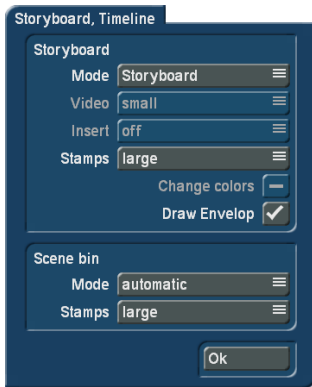 Storyboard, Timeline
Storyboard
Mode Storyboard
Video small
Insert off
Stamps large
Change colors
Draw Envelop
Scene bin
Mode automatic
Stamps large
Ok